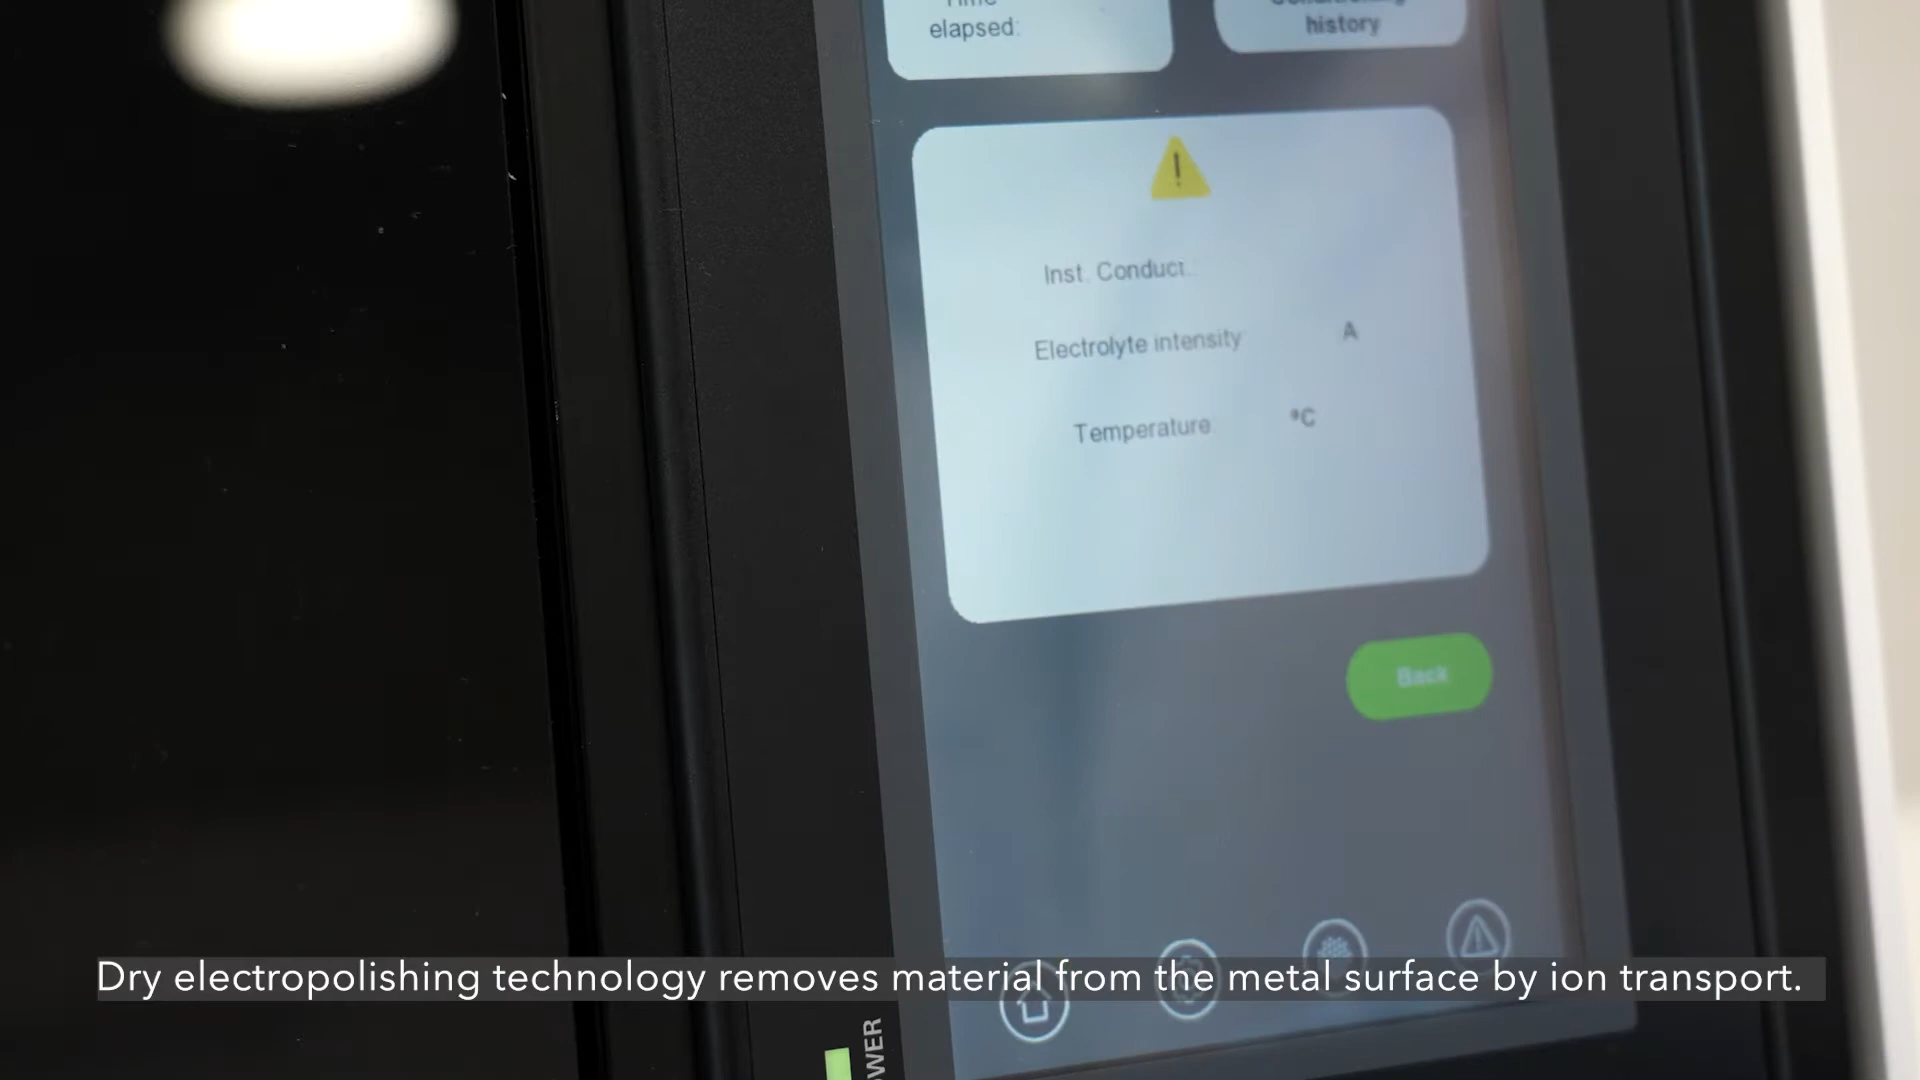 elapsed:
history
Inst. Conduct.:
Electrolyte intensity: A
Temperature: ºC
Back
Dry electropolishing technology removes material from the metal surface by ion transport.